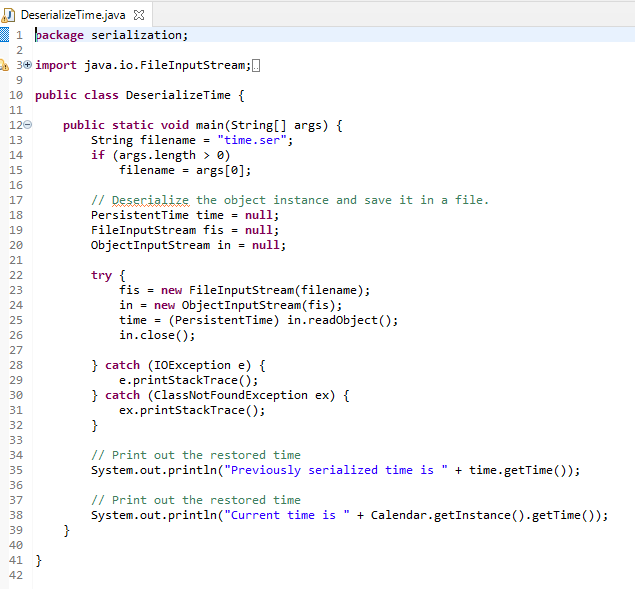 DeserializeTime.java
1 package serialization;
2
3 import java.io.FileInputStream;
9
10 public class DeserializeTime {
11
12     public static void main(String[] args) {
13         String filename = "time.ser";
14         if (args.length > 0)
15             filename = args[0];
16
17         // Deserialize the object instance and save it in a file.
18         PersistentTime time = null;
19         FileInputStream fis = null;
20         ObjectInputStream in = null;
21
22         try {
23             fis = new FileInputStream(filename);
24             in = new ObjectInputStream(fis);
25             time = (PersistentTime) in.readObject();
26             in.close();
27
28         } catch (IOException e) {
29             e.printStackTrace();
30         } catch (ClassNotFoundException ex) {
31             ex.printStackTrace();
32         }
33
34         // Print out the restored time
35         System.out.println("Previously serialized time is " + time.getTime());
36
37         // Print out the restored time
38         System.out.println("Current time is " + Calendar.getInstance().getTime());
39     }
40
41 }
42